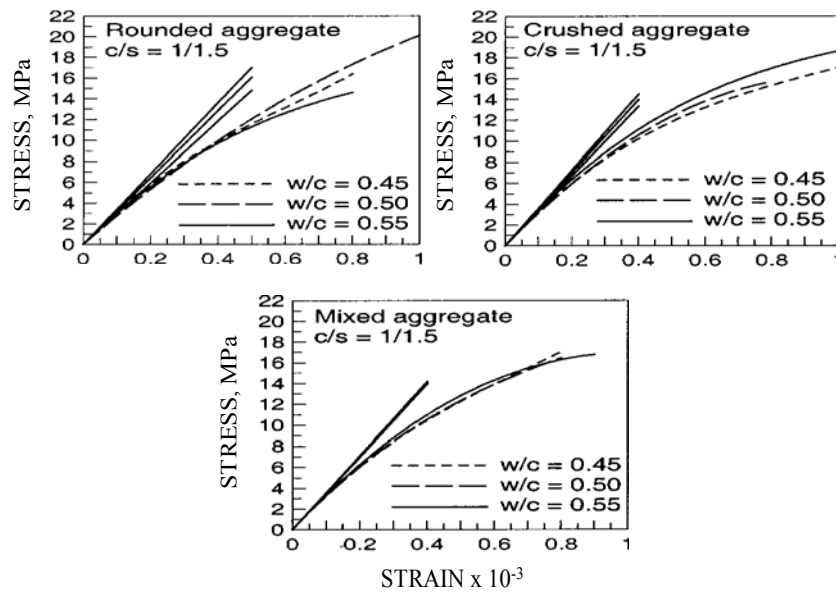 STRESS, MPa
22
20
18
16
14
12
10
8
6
4
2
0
Rounded aggregate
c/s = 1/1.5
w/c = 0.45
w/c = 0.50
w/c = 0.55
0 0.2 0.4 0.6 0.8 1
STRESS, MPa
22
20
18
16
14
12
10
8
6
4
2
0
Crushed aggregate
c/s = 1/1.5
w/c = 0.45
w/c = 0.50
w/c = 0.55
0 0.2 0.4 0.6 0.8 1
STRESS, MPa
22
20
18
16
14
12
10
8
6
4
2
0
Mixed aggregate
c/s = 1/1.5
w/c = 0.45
w/c = 0.50
w/c = 0.55
0 0.2 0.4 0.6 0.8 1
STRAIN x 10⁻³